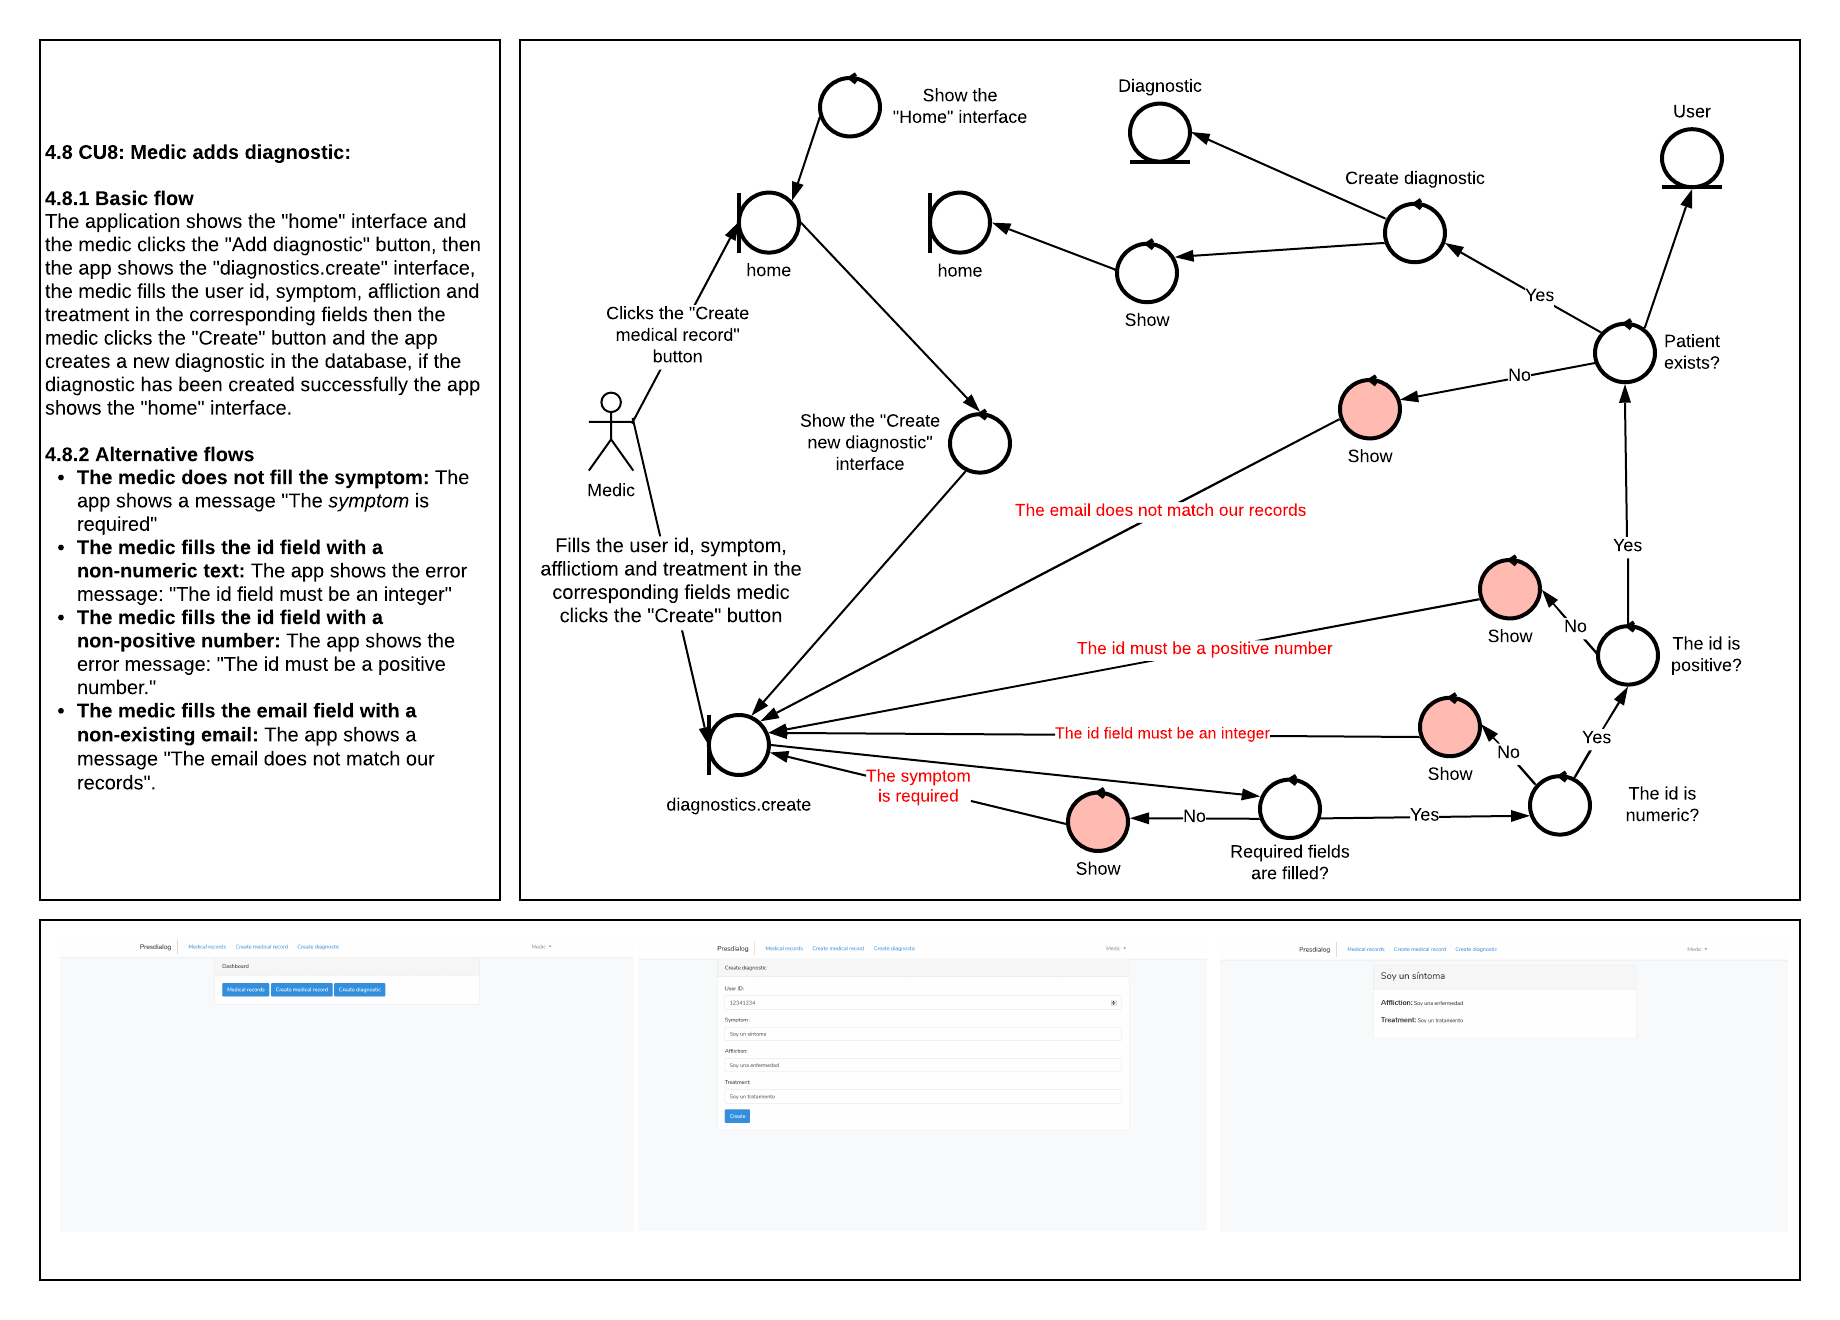 4.8 CU8: Medic adds diagnostic:
4.8.1 Basic flow
The application shows the "home" interface and
the medic clicks the "Add diagnostic" button, then
the app shows the "diagnostics.create" interface,
the medic fills the user id, symptom, affliction and
treatment in the corresponding fields then the
medic clicks the "Create" button and the app
creates a new diagnostic in the database, if the
diagnostic has been created successfully the app
shows the "home" interface.
4.8.2 Alternative flows
• The medic does not fill the symptom: The
app shows a message "The symptom is
required"
• The medic fills the id field with a
non-numeric text: The app shows the error
message: "The id field must be an integer"
• The medic fills the id field with a
non-positive number: The app shows the
error message: "The id must be a positive
number."
• The medic fills the email field with a
non-existing email: The app shows a
message "The email does not match our
records".
Show the
"Home" interface
Diagnostic
User
Create diagnostic
home
home
Show
Yes
Clicks the "Create
medical record"
button
Patient
exists?
No
Show the "Create
new diagnostic"
interface
Show
Medic
The email does not match our records
Fills the user id, symptom,
afflictiom and treatment in the
corresponding fields medic
clicks the "Create" button
Yes
No
Show
The id is
positive?
The id must be a positive number
The id field must be an integer
Yes
No
Show
The symptom
is required
diagnostics.create
No
Yes
The id is
numeric?
Show
Required fields
are filled?
Presdialog Medical records Create medical record Create diagnostic Medic
Dashboard
Medical records Create medical record Create diagnostic
Presdialog Medical records Create medical record Create diagnostic Medic
Create diagnostic
User ID:
12341234
Symptom:
Soy un síntoma
Affliction:
Soy una enfermedad
Treatment:
Soy un tratamiento
Create
Presdialog Medical records Create medical record Create diagnostic Medic
Soy un síntoma
Affliction: Soy una enfermedad
Treatment: Soy un tratamiento